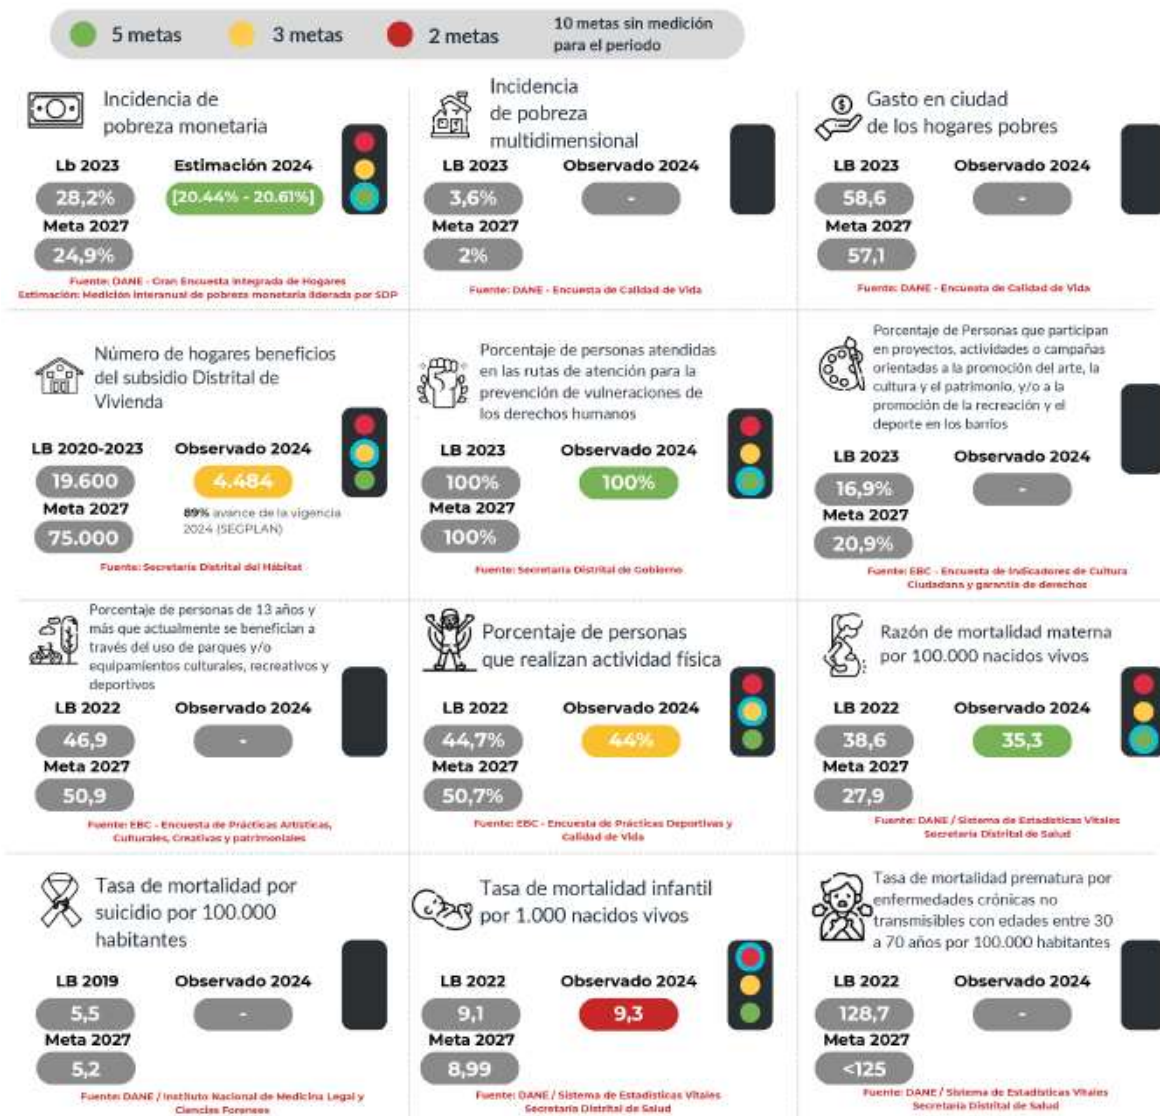 5 metas
3 metas
2 metas
10 metas sin medición
para el periodo
Incidencia de
pobreza monetaria
Lb 2023
Estimación 2024
28,2%
[20.44% - 20.61%]
Meta 2027
24,9%
Fuente: DANE - Gran Encuesta Integrada de Hogares
Estimación: Medición interanual de pobreza monetaria liderada por SDP
Incidencia
de pobreza
multidimensional
LB 2023
Observado 2024
3,6%
-
Meta 2027
2%
Fuente: DANE - Encuesta de Calidad de Vida
Gasto en ciudad
de los hogares pobres
LB 2023
Observado 2024
58,6
-
Meta 2027
57,1
Fuente: DANE - Encuesta de Calidad de Vida
Número de hogares beneficios
del subsidio Distrital de
Vivienda
LB 2020-2023
Observado 2024
19.600
4.484
Meta 2027
89% avance de la vigencia
2024 (SEGPLAN)
75.000
Fuente: Secretaría Distrital del Hábitat
Porcentaje de personas atendidas
en las rutas de atención para la
prevención de vulneraciones de
los derechos humanos
LB 2023
Observado 2024
100%
100%
Meta 2027
100%
Fuente: Secretaría Distrital de Gobierno
Porcentaje de Personas que participan
en proyectos, actividades o campañas
orientadas a la promoción del arte, la
cultura y el patrimonio, y/o a la
promoción de la recreación y el
deporte en los barrios
LB 2023
Observado 2024
16,9%
-
Meta 2027
20,9%
Fuente: EBC - Encuesta de Indicadores de Cultura
Ciudadana y garantía de derechos
Porcentaje de personas de 13 años y
más que actualmente se benefician a
través del uso de parques y/o
equipamientos culturales, recreativos y
deportivos
LB 2022
Observado 2024
46,9
-
Meta 2027
50,9
Fuente: EBC - Encuesta de Prácticas Artísticas,
Culturales, Creativas y patrimoniales
Porcentaje de personas
que realizan actividad física
LB 2022
Observado 2024
44,7%
44%
Meta 2027
50,7%
Fuente: EBC - Encuesta de Prácticas Deportivas y
Calidad de Vida
Razón de mortalidad materna
por 100.000 nacidos vivos
LB 2022
Observado 2024
38,6
35,3
Meta 2027
27,9
Fuente: DANE / Sistema de Estadísticas Vitales
Secretaría Distrital de Salud
Tasa de mortalidad por
suicidio por 100.000
habitantes
LB 2019
Observado 2024
5,5
-
Meta 2027
5,2
Fuente: DANE / Instituto Nacional de Medicina Legal y
Ciencias Forenses
Tasa de mortalidad infantil
por 1.000 nacidos vivos
LB 2022
Observado 2024
9,1
9,3
Meta 2027
8,99
Fuente: DANE / Sistema de Estadísticas Vitales
Secretaría Distrital de Salud
Tasa de mortalidad prematura por
enfermedades crónicas no
transmisibles con edades entre 30
a 70 años por 100.000 habitantes
LB 2022
Observado 2024
128,7
-
Meta 2027
<125
Fuente: DANE / Sistema de Estadísticas Vitales
Secretaría Distrital de Salud